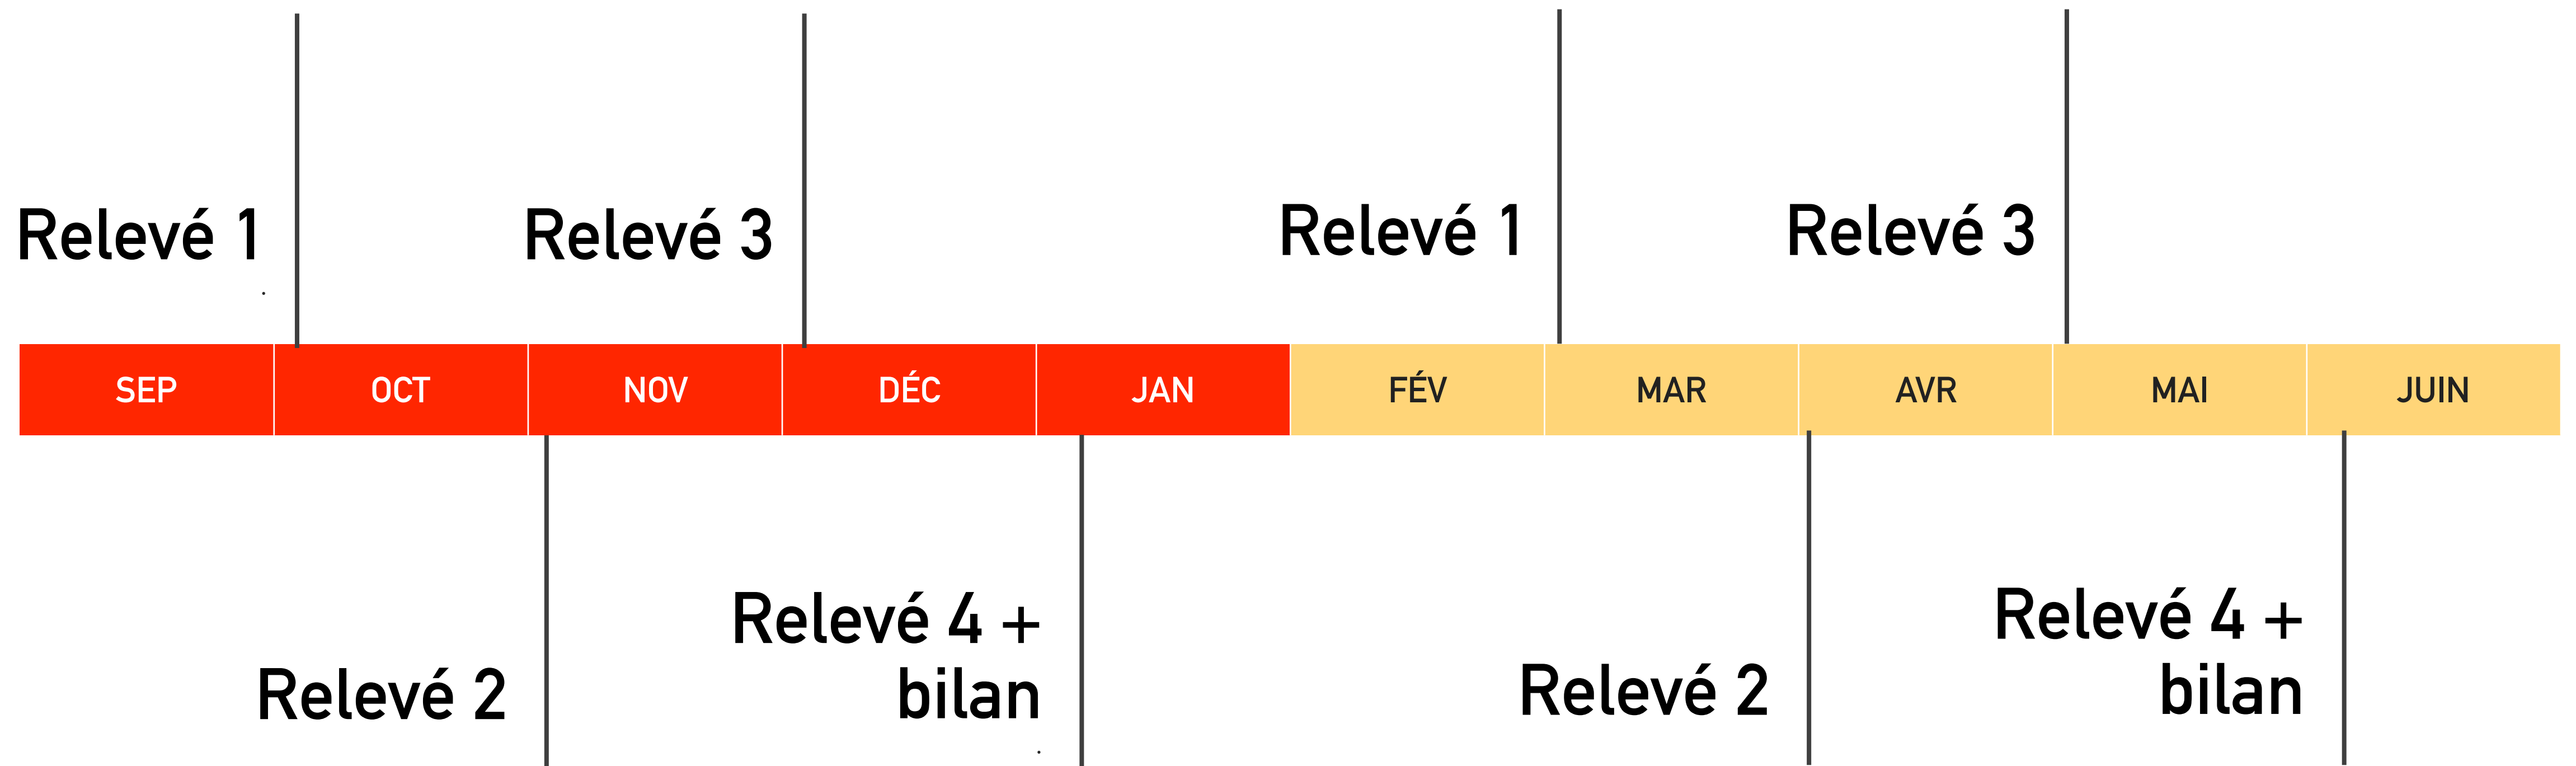 Relevé 1
Relevé 3
Relevé 1
Relevé 3
SEP
OCT
NOV
DÉC
JAN
FÉV
MAR
AVR
MAI
JUIN
Relevé 2
Relevé 4 +
bilan
Relevé 2
Relevé 4 +
bilan